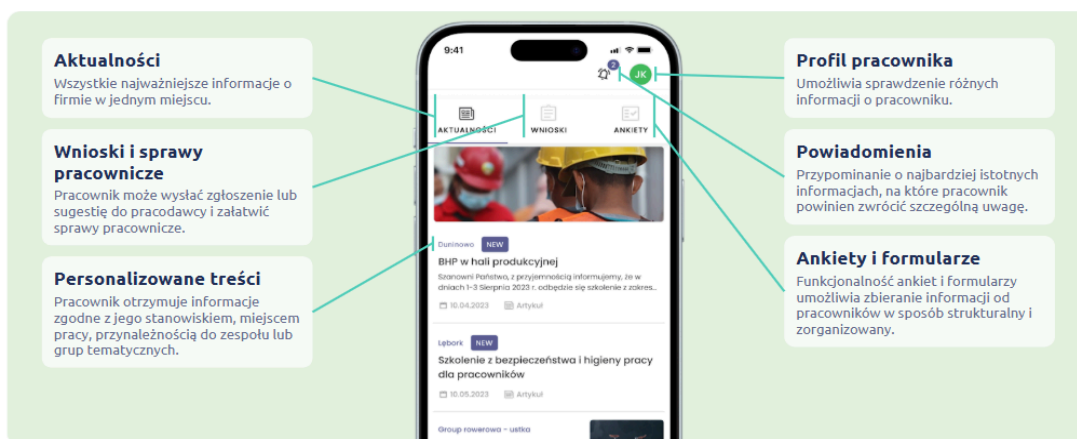 Aktualności
Wszystkie najważniejsze informacje o
firmie w jednym miejscu.
Wnioski i sprawy
pracownicze
Pracownik może wysłać zgłoszenie lub
sugestię do pracodawcy i załatwić
sprawy pracownicze.
Personalizowane treści
Pracownik otrzymuje informacje
zgodne z jego stanowiskiem, miejscem
pracy, przynależnością do zespołu lub
grup tematycznych.
9:41
2
JK
AKTUALNOŚCI
WNIOSKI
ANKIETY
Duninowo NEW
BHP w hali produkcyjnej
Szanowni Państwo, z przyjemnością informujemy, że w
dniach 1-3 Sierpnia 2023 r. odbędzie się szkolenie z zakres..
10.04.2023 Artykuł
Lębork NEW
Szkolenie z bezpieczeństwa i higieny pracy
dla pracowników
10.05.2023 Artykuł
Group rowerowa - ustka
Profil pracownika
Umożliwia sprawdzenie różnych
informacji o pracowniku.
Powiadomienia
Przypominanie o najbardziej istotnych
informacjach, na które pracownik
powinien zwrócić szczególną uwagę.
Ankiety i formularze
Funkcjonalność ankiet i formularzy
umożliwia zbieranie informacji od
pracowników w sposób strukturalny i
zorganizowany.